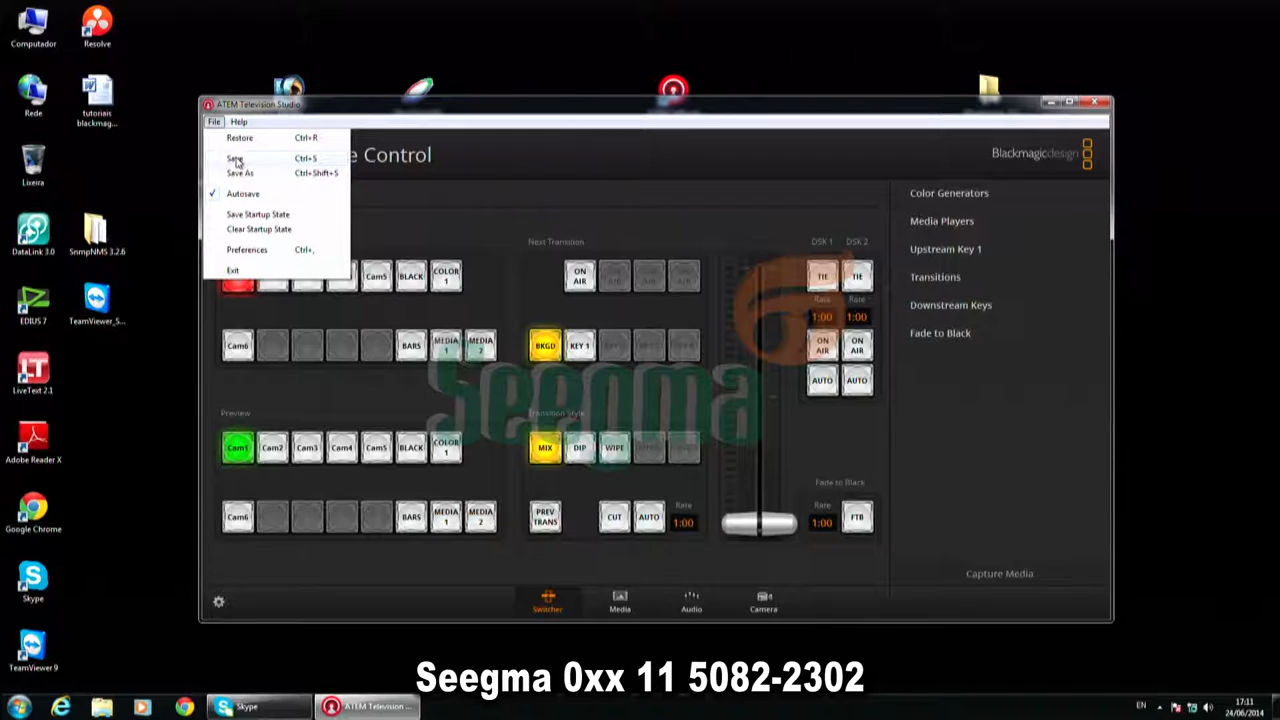 Computador
Resolve
Rede
tutoriais
blackmag...
Lixeira
DataLink 3.0
SnmpNMS 3.2.6
EDIUS 7
TeamViewer_S...
LiveText 2.1
Adobe Reader X
Google Chrome
Skype
TeamViewer 9
ATEM Television Studio
File Help
Restore Ctrl+R
Save Ctrl+S
Save As Ctrl+Shift+S
Autosave
Save Startup State
Clear Startup State
Preferences Ctrl+,
Exit
e Control
Blackmagicdesign
Color Generators
Media Players
Upstream Key 1
Transitions
Downstream Keys
Fade to Black
Next Transition
DSK 1 DSK 2
Cam5 BLACK COLOR 1
ON AIR
TIE TIE
Rate Rate
1:00 1:00
Cam6 BARS MEDIA 1 MEDIA 2
BKGD KEY 1
ON AIR ON AIR
AUTO AUTO
Seegma
Preview
Transition Style
Cam1 Cam2 Cam3 Cam4 Cam5 BLACK COLOR 1
MIX DIP WIPE
Fade to Black
Cam6 BARS MEDIA 1 MEDIA 2
PREV TRANS CUT AUTO
Rate
1:00
Rate
1:00
FTB
Capture Media
Switcher Media Audio Camera
Seegma 0xx 11 5082-2302
Skype
ATEM Television ...
EN
17:11
24/06/2014